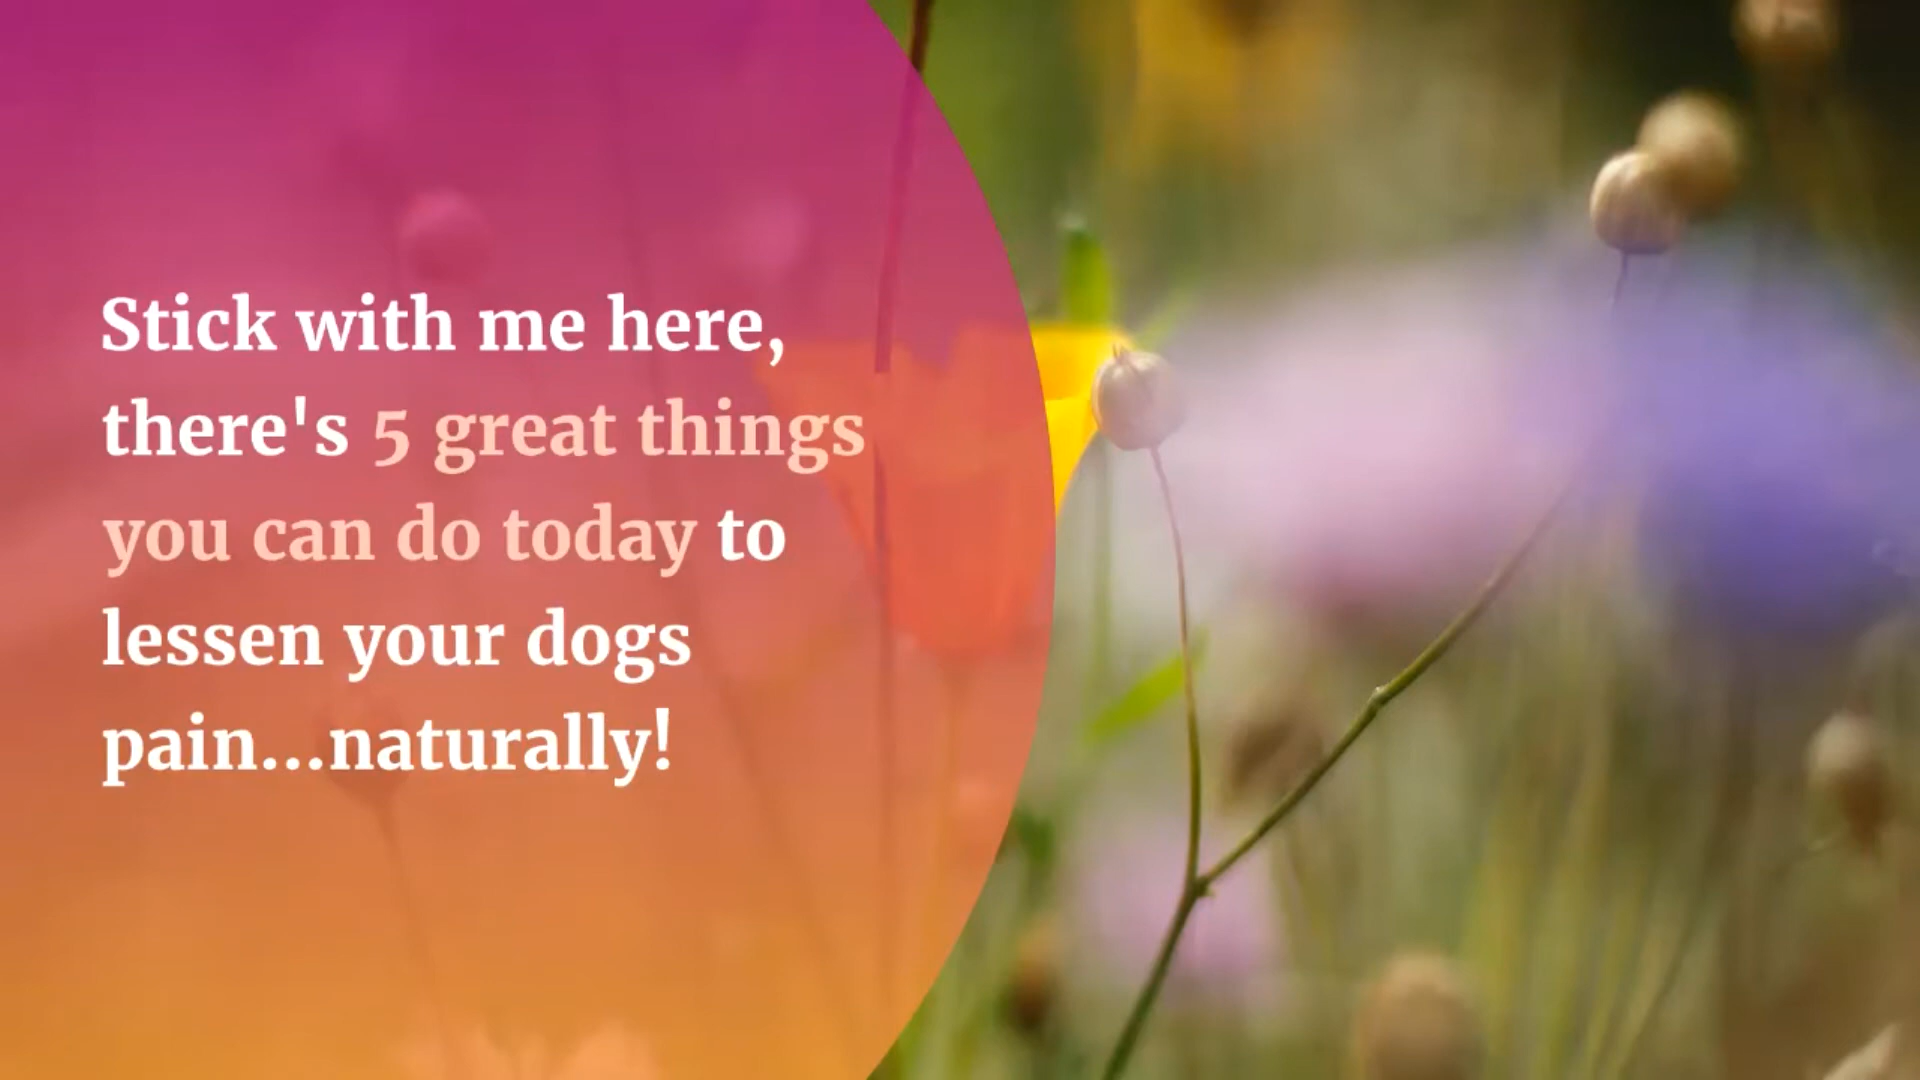 Stick with me here,
there's 5 great things
you can do today to
lessen your dogs
pain...naturally!